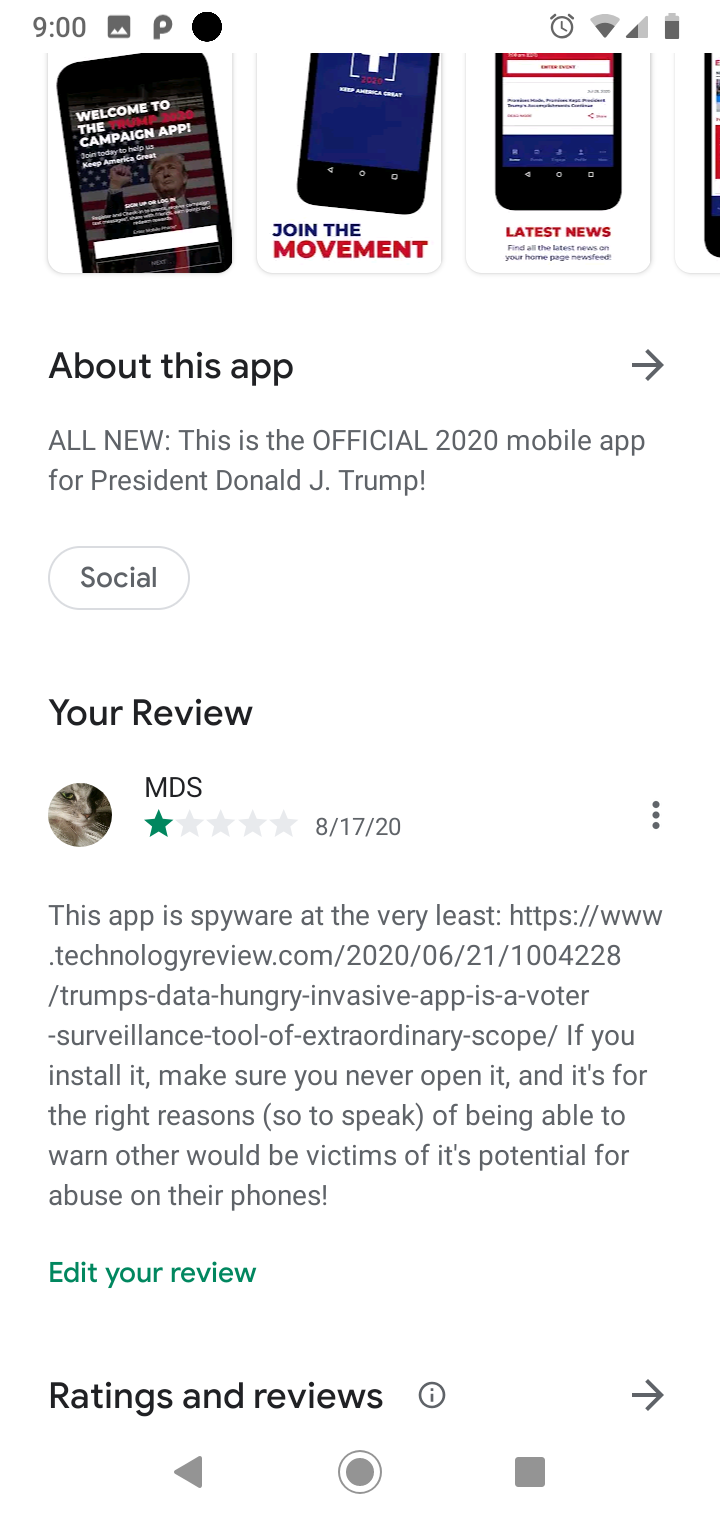 9:00
WELCOME TO
THE TRUMP 2020
CAMPAIGN APP!
Join today to help us
Keep America Great
SIGN UP OR LOG IN
Enter Mobile Phone*
NEXT
2020
KEEP AMERICA GREAT
JOIN THE
MOVEMENT
ENTER EVENT
Promises Made, Promises Kept: President
Trump's Accomplishments Continue
READ MORE
Share
LATEST NEWS
Find all the latest news on
your home page newsfeed!
About this app
ALL NEW: This is the OFFICIAL 2020 mobile app
for President Donald J. Trump!
Social
Your Review
MDS
8/17/20
This app is spyware at the very least: https://www
.technologyreview.com/2020/06/21/1004228
/trumps-data-hungry-invasive-app-is-a-voter
-surveillance-tool-of-extraordinary-scope/ If you
install it, make sure you never open it, and it's for
the right reasons (so to speak) of being able to
warn other would be victims of it's potential for
abuse on their phones!
Edit your review
Ratings and reviews